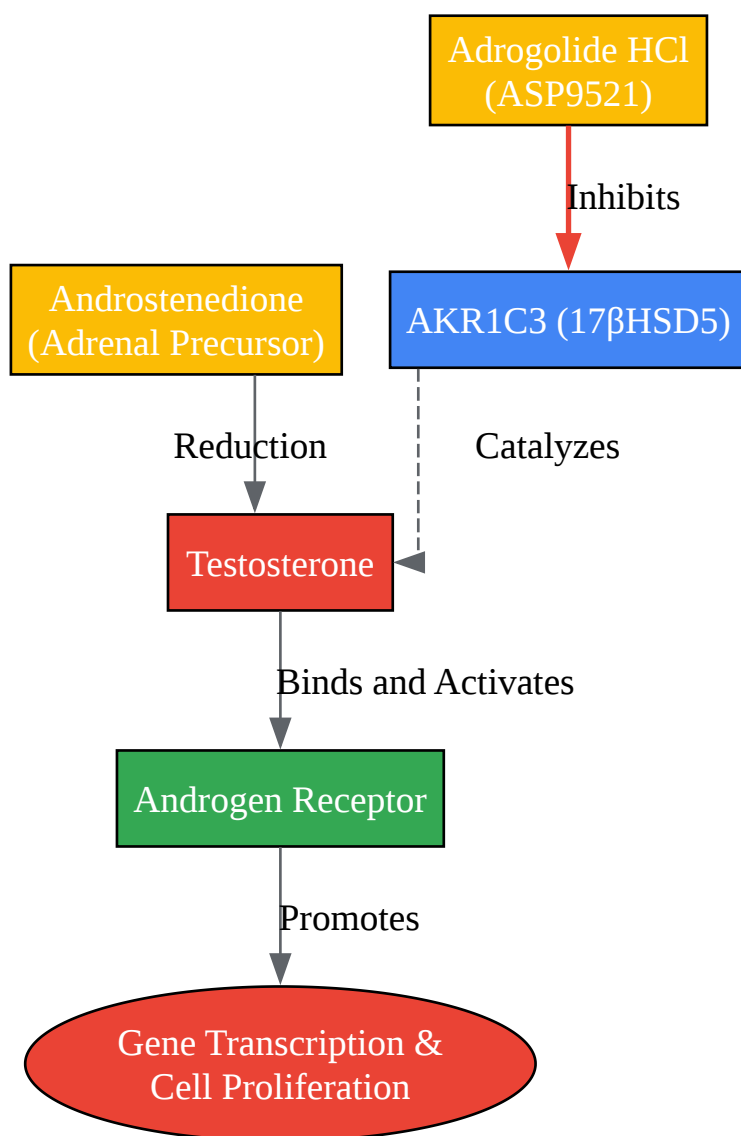 Adrogolide HCl
(ASP9521)
Inhibits
Androstenedione
(Adrenal Precursor)
AKR1C3 (17βHSD5)
Reduction
Catalyzes
Testosterone
Binds and Activates
Androgen Receptor
Promotes
Gene Transcription &
Cell Proliferation